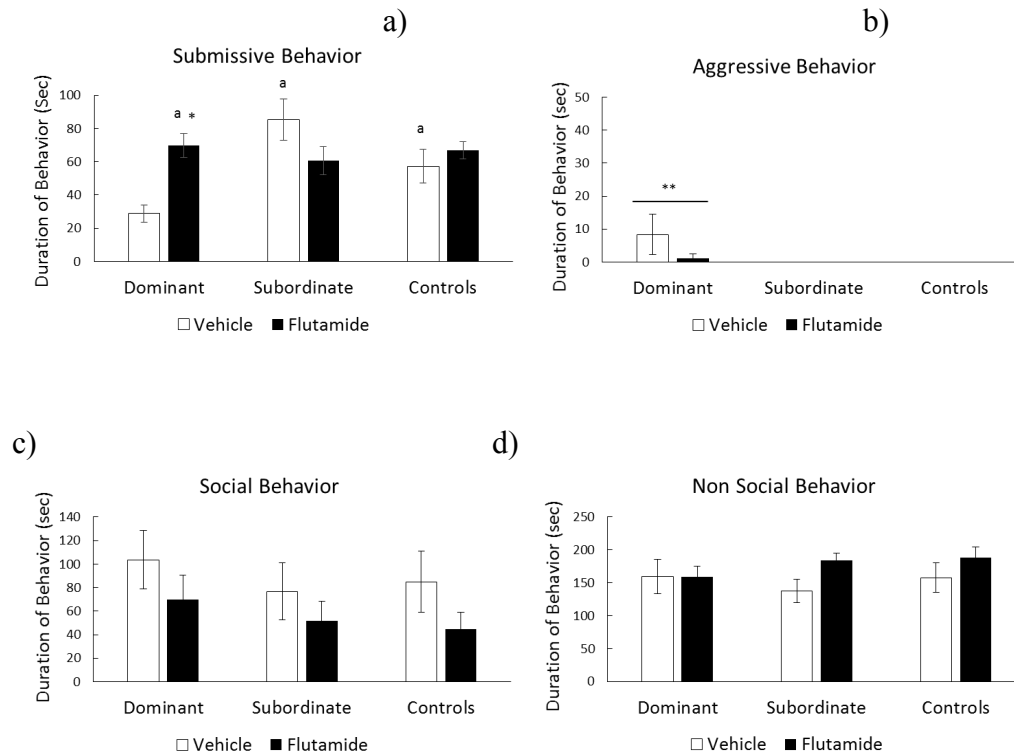 a)
Submissive Behavior
Duration of Behavior (Sec)
100
80
60
40
20
0
a *
a
a
Dominant Subordinate Controls
Vehicle Flutamide
b)
Aggressive Behavior
Duration of Behavior (sec)
50
40
30
20
10
0
**
Dominant Subordinate Controls
Vehicle Flutamide
c)
Social Behavior
Duration of Behavior (sec)
140
120
100
80
60
40
20
0
Dominant Subordinate Controls
Vehicle Flutamide
d)
Non Social Behavior
Duration of Behavior (sec)
250
200
150
100
50
0
Dominant Subordinate Controls
Vehicle Flutamide